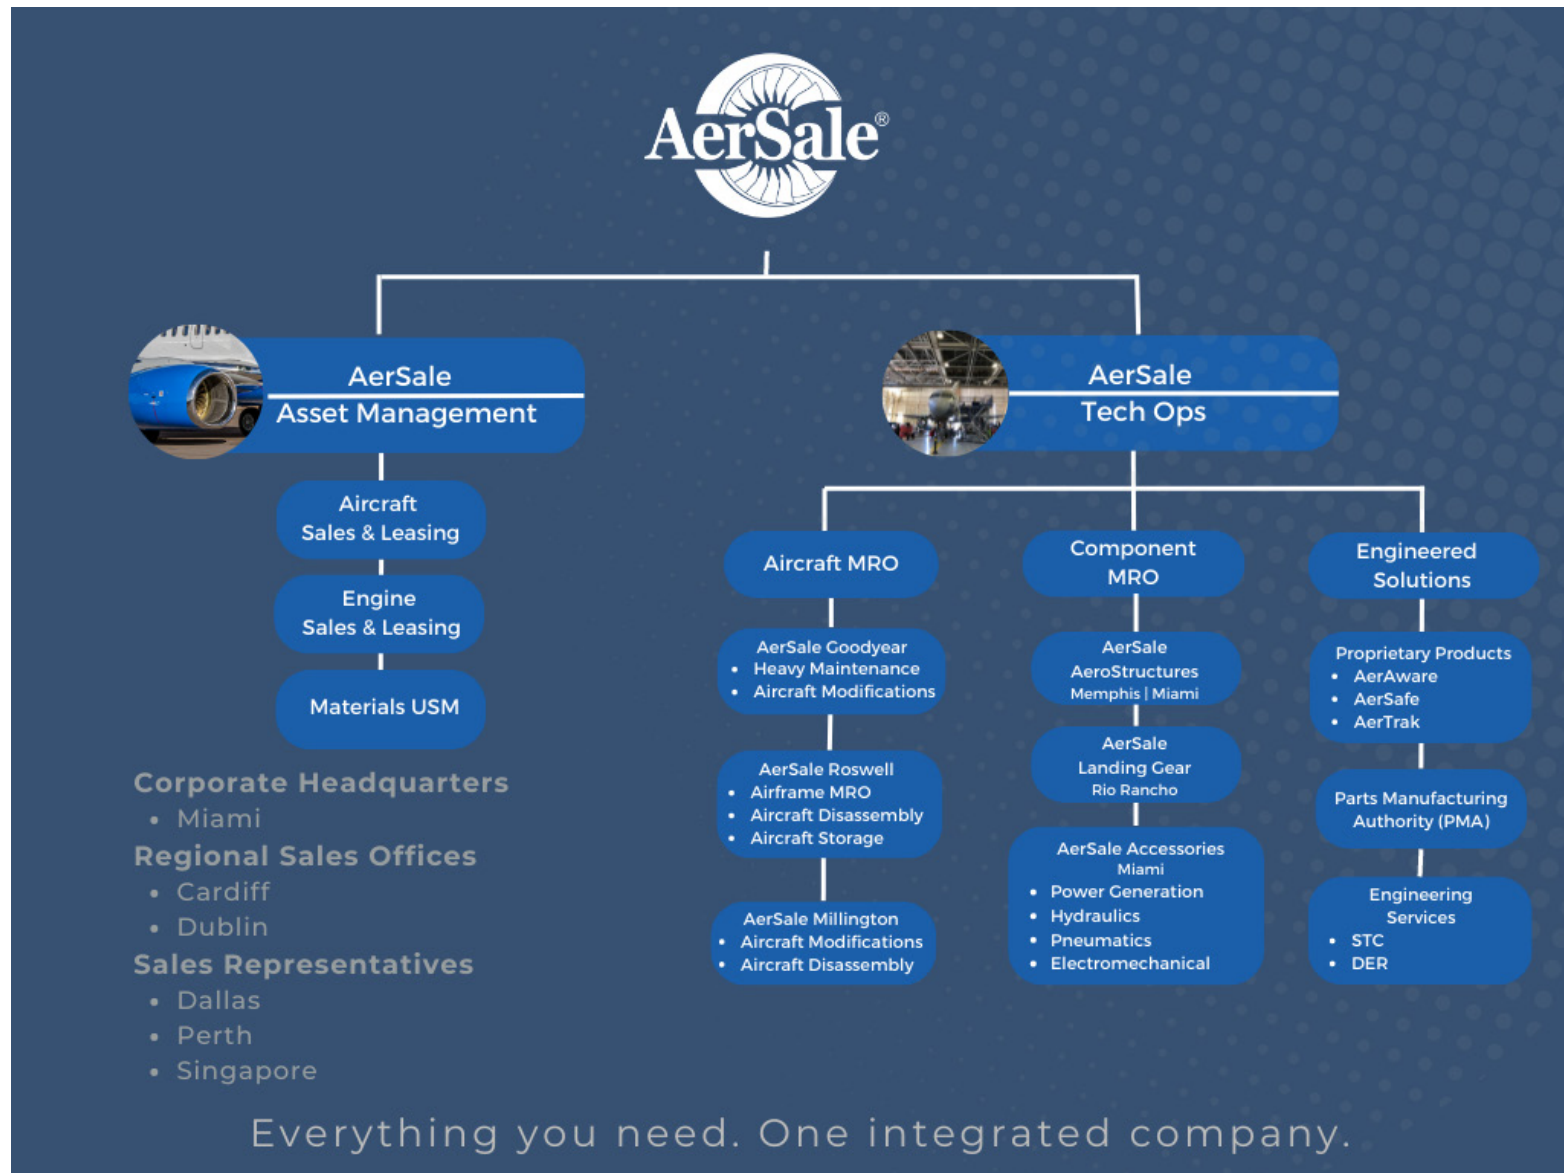 AerSale®
AerSale
Asset Management
Aircraft
Sales & Leasing
Engine
Sales & Leasing
Materials USM
Corporate Headquarters
• Miami
Regional Sales Offices
• Cardiff
• Dublin
Sales Representatives
• Dallas
• Perth
• Singapore
AerSale
Tech Ops
Aircraft MRO
AerSale Goodyear
• Heavy Maintenance
• Aircraft Modifications
AerSale Roswell
• Airframe MRO
• Aircraft Disassembly
• Aircraft Storage
AerSale Millington
• Aircraft Modifications
• Aircraft Disassembly
Component
MRO
AerSale
AeroStructures
Memphis | Miami
AerSale
Landing Gear
Rio Rancho
AerSale Accessories
Miami
• Power Generation
• Hydraulics
• Pneumatics
• Electromechanical
Engineered
Solutions
Proprietary Products
• AerAware
• AerSafe
• AerTrak
Parts Manufacturing
Authority (PMA)
Engineering
Services
• STC
• DER
Everything you need. One integrated company.